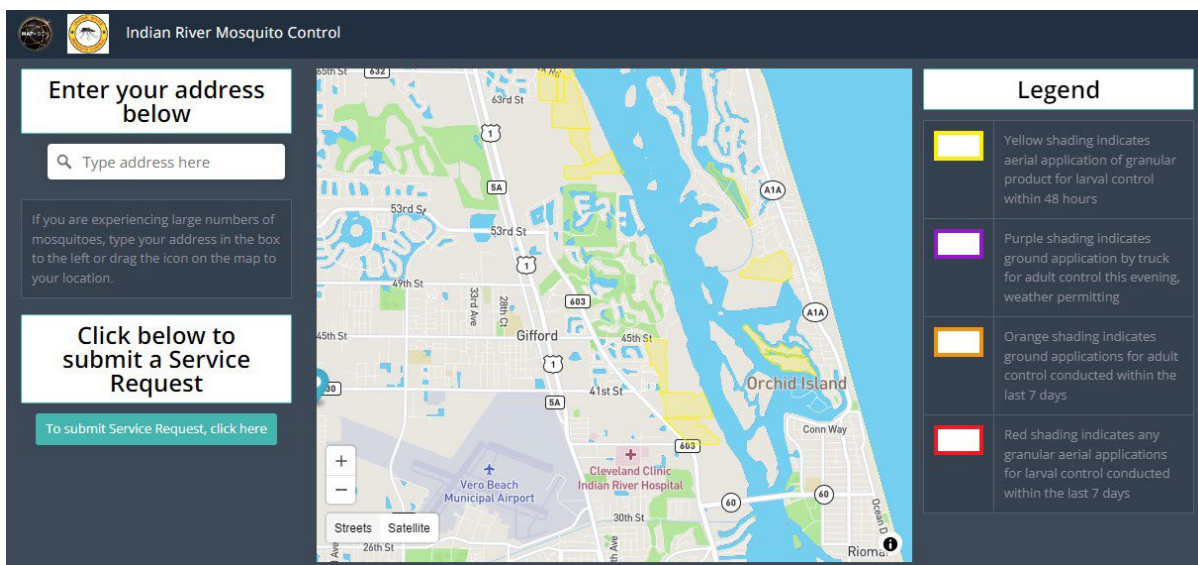 Indian River Mosquito Control
Enter your address
below
Type address here
If you are experiencing large numbers of
mosquitoes, type your address in the box
to the left or drag the icon on the map to
your location.
Click below to
submit a Service
Request
To submit Service Request, click here
65th St
632
63rd St
1
5A
A1A
53rd St
53rd St
1
49th St
33rd Ave
28th Ct
603
A1A
45th St
Gifford
45th St
1
41st St
Orchid Island
5A
Conn Way
603
+
Cleveland Clinic
Indian River Hospital
Vero Beach
Municipal Airport
−
60
60
30th St
Streets
Satellite
26th St
Ave
Ave
Ocean D
Rioma
Legend
Yellow shading indicates
aerial application of granular
product for larval control
within 48 hours
Purple shading indicates
ground application by truck
for adult control this evening,
weather permitting
Orange shading indicates
ground applications for adult
control conducted within the
last 7 days
Red shading indicates any
granular aerial applications
for larval control conducted
within the last 7 days